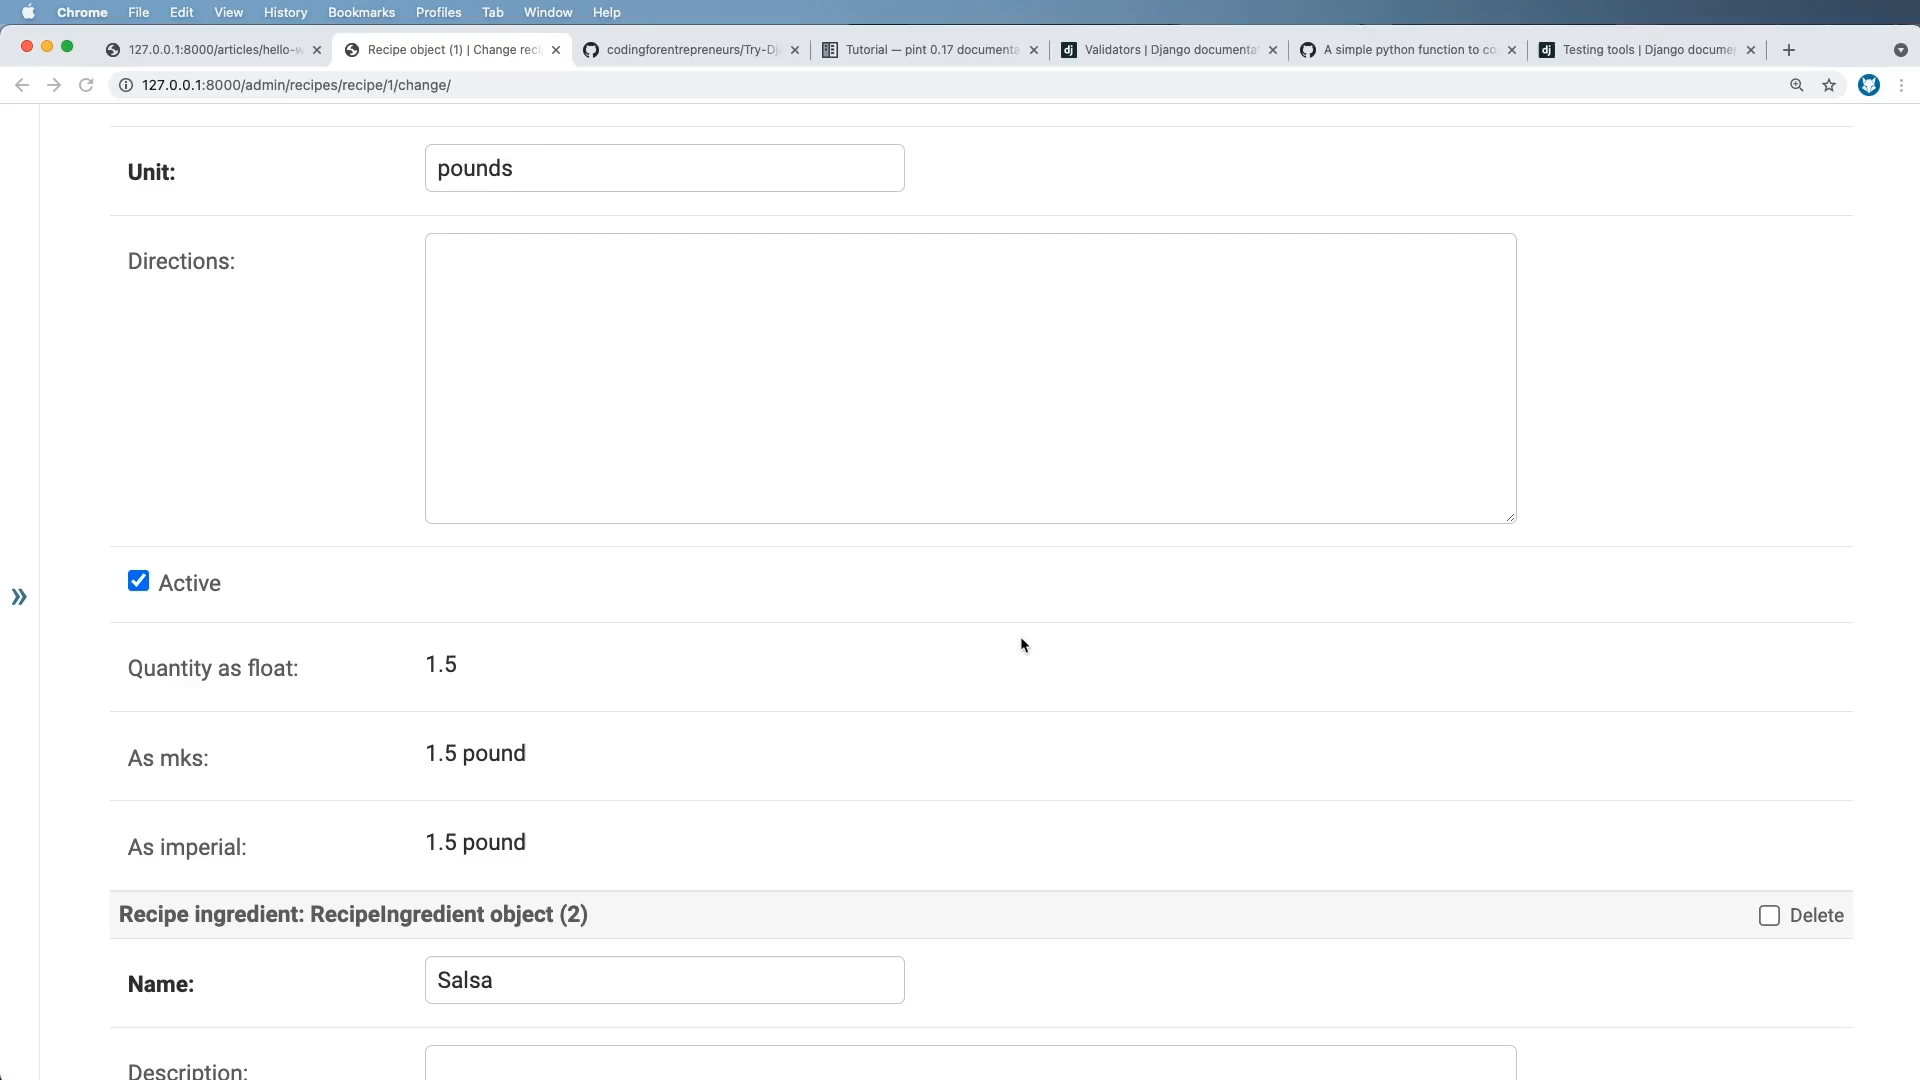 Chrome File Edit View History Bookmarks Profiles Tab Window Help
127.0.0.1:8000/articles/hello-w Recipe object (1) | Change reci codingforentrepreneurs/Try-Dj Tutorial — pint 0.17 documenta Validators | Django documenta A simple python function to co Testing tools | Django docume
127.0.0.1:8000/admin/recipes/recipe/1/change/
Unit: pounds
Directions:
Active
Quantity as float: 1.5
As mks: 1.5 pound
As imperial: 1.5 pound
Recipe ingredient: RecipeIngredient object (2) Delete
Name: Salsa
Description: